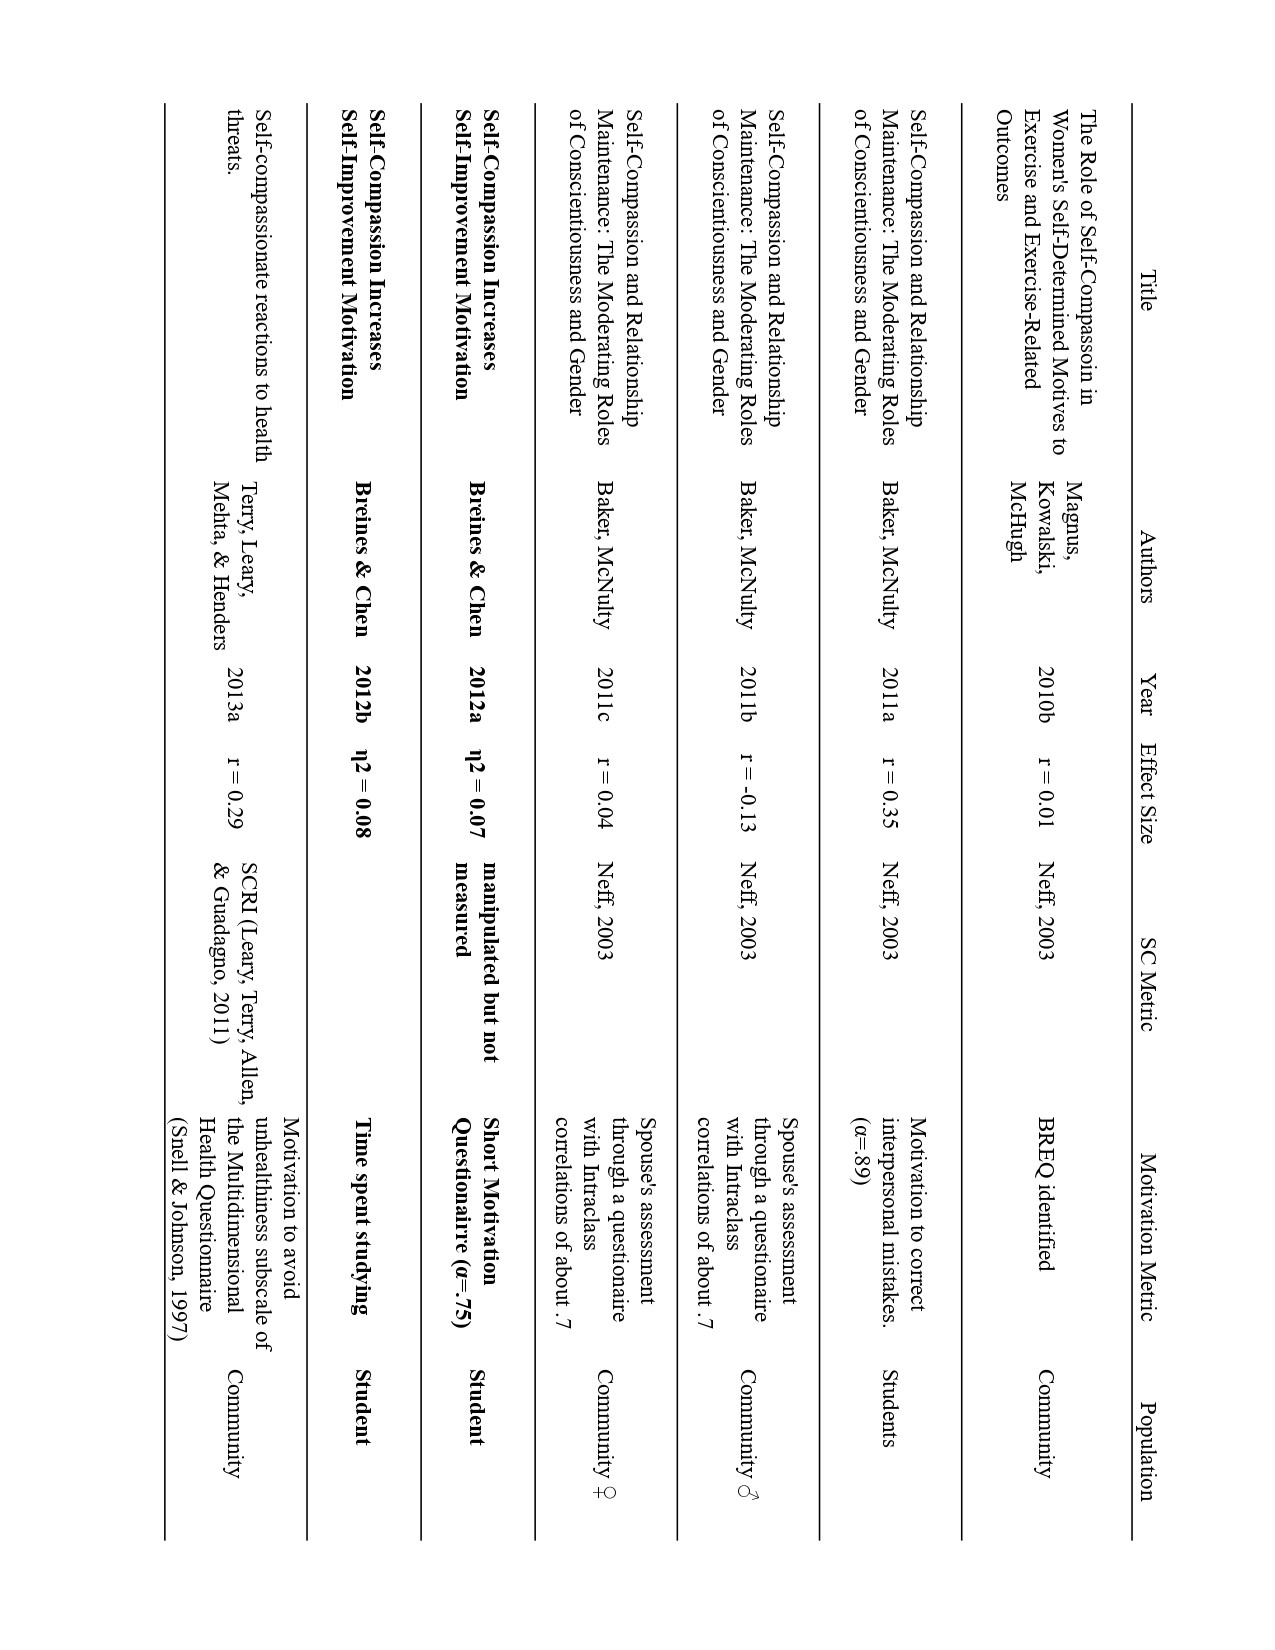 Title Authors Year Effect Size SC Metric Motivation Metric Population
The Role of Self-Compassoin in
Women's Self-Determined Motives to
Exercise and Exercise-Related
Outcomes
Magnus,
Kowalski,
McHugh
2010b
r = 0.01
Neff, 2003
BREQ identified
Community
Self-Compassion and Relationship
Maintenance: The Moderating Roles
of Conscientiousness and Gender
Baker, McNulty
2011a
r = 0.35
Neff, 2003
Motivation to correct
interpersonal mistakes.
(α=.89)
Students
Self-Compassion and Relationship
Maintenance: The Moderating Roles
of Conscientiousness and Gender
Baker, McNulty
2011b
r = -0.13
Neff, 2003
Spouse's assessment
through a questionaire
with Intraclass
correlations of about .7
Community ♂
Self-Compassion and Relationship
Maintenance: The Moderating Roles
of Conscientiousness and Gender
Baker, McNulty
2011c
r = 0.04
Neff, 2003
Spouse's assessment
through a questionaire
with Intraclass
correlations of about .7
Community ♀
Self-Compassion Increases
Self-Improvement Motivation
Breines & Chen
2012a
η2 = 0.07
manipulated but not
measured
Short Motivation
Questionairre (α=.75)
Student
Self-Compassion Increases
Self-Improvement Motivation
Breines & Chen
2012b
η2 = 0.08
Time spent studying
Student
Self-compassionate reactions to health
threats.
Terry, Leary,
Mehta, & Henders
2013a
r = 0.29
SCRI (Leary, Terry, Allen,
& Guadagno, 2011)
Motivation to avoid
unhealthiness subscale of
the Multidimensional
Health Questionnaire
(Snell & Johnson, 1997)
Community